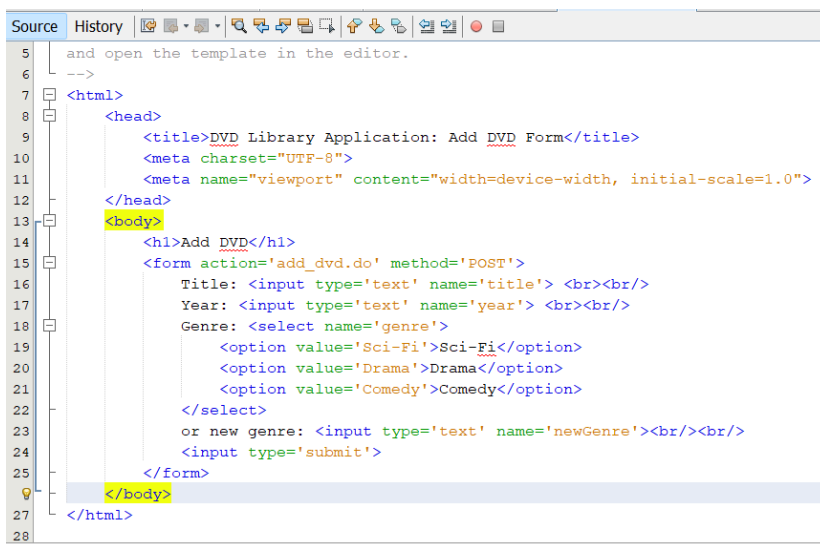 Source History
5 and open the template in the editor.
6 -->
7 <html>
8 <head>
9 <title>DVD Library Application: Add DVD Form</title>
10 <meta charset="UTF-8">
11 <meta name="viewport" content="width=device-width, initial-scale=1.0">
12 </head>
13 <body>
14 <h1>Add DVD</h1>
15 <form action='add_dvd.do' method='POST'>
16 Title: <input type='text' name='title'> <br><br/>
17 Year: <input type='text' name='year'> <br><br/>
18 Genre: <select name='genre'>
19 <option value='Sci-Fi'>Sci-Fi</option>
20 <option value='Drama'>Drama</option>
21 <option value='Comedy'>Comedy</option>
22 </select>
23 or new genre: <input type='text' name='newGenre'><br/><br/>
24 <input type='submit'>
25 </form>
</body>
27 </html>
28